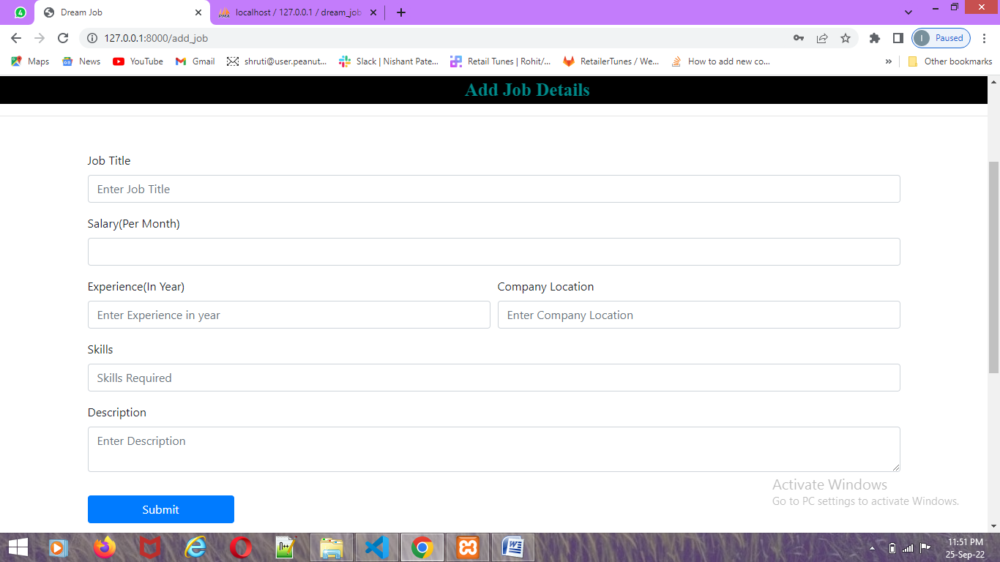 4
Dream Job
PMA
localhost / 127.0.0.1 / dream_job
127.0.0.1:8000/add_job
I
Paused
Maps
News
YouTube
Gmail
shruti@user.peanut...
Slack | Nishant Pate...
Retail Tunes | Rohit/...
RetailerTunes / We...
How to add new co...
»
Other bookmarks
Add Job Details
Job Title
Enter Job Title
Salary(Per Month)
Experience(In Year)
Company Location
Enter Experience in year
Enter Company Location
Skills
Skills Required
Description
Enter Description
Activate Windows
Go to PC settings to activate Windows.
Submit
11:51 PM
25-Sep-22